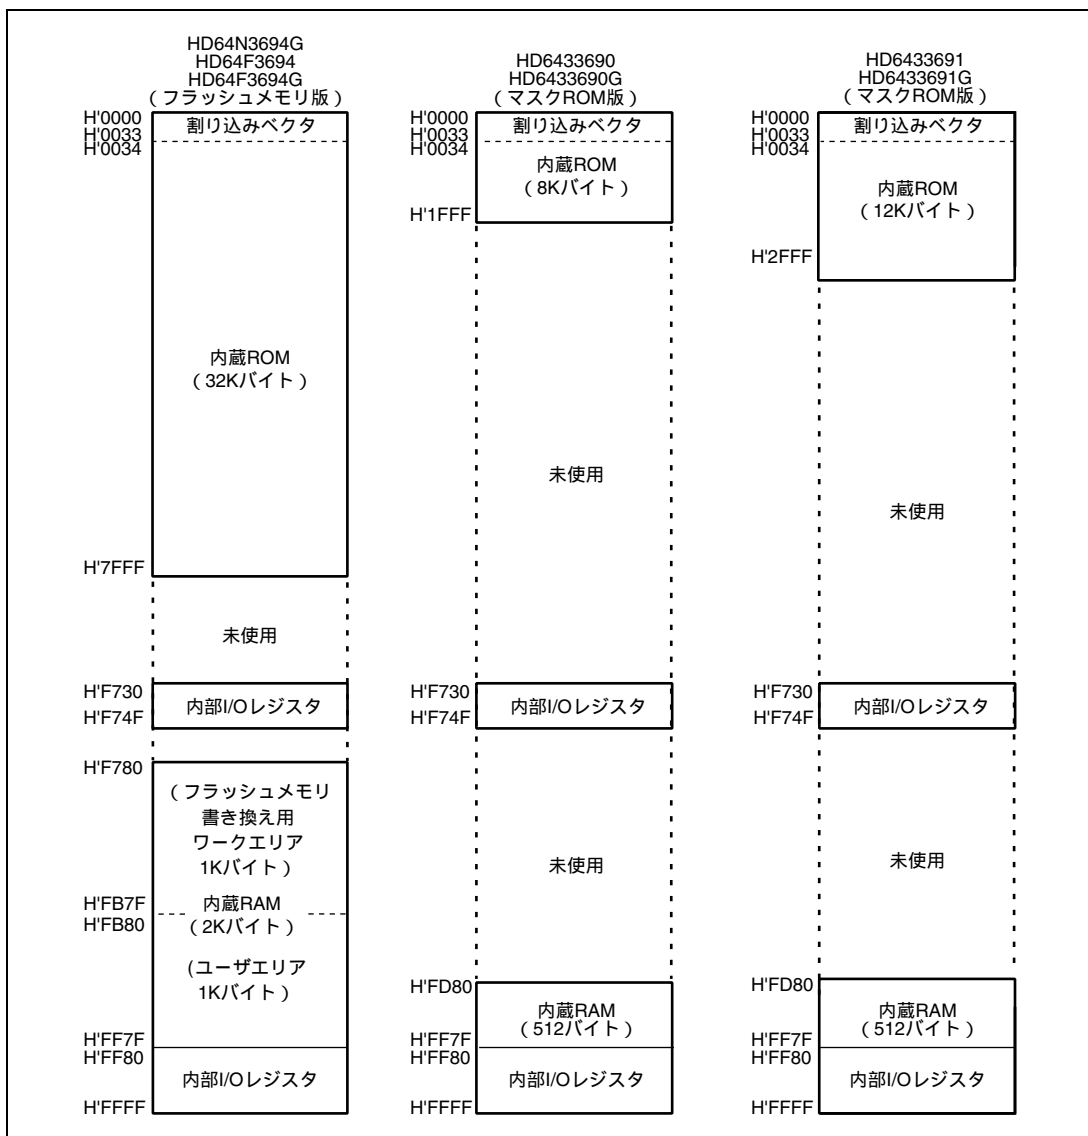 HD64N3694G
HD64F3694
HD64F3694G
（フラッシュメモリ版）
H'0000
H'0033
H'0034
割り込みベクタ
内蔵ROM
（32Kバイト）
H'7FFF
未使用
H'F730
H'F74F
内部I/Oレジスタ
H'F780
（フラッシュメモリ
書き換え用
ワークエリア
1Kバイト）
H'FB7F
H'FB80
内蔵RAM
（2Kバイト）
(ユーザエリア
1Kバイト）
H'FF7F
H'FF80
内部I/Oレジスタ
H'FFFF
HD6433690
HD6433690G
（マスクROM版）
H'0000
H'0033
H'0034
割り込みベクタ
内蔵ROM
（8Kバイト）
H'1FFF
未使用
H'F730
H'F74F
内部I/Oレジスタ
未使用
H'FD80
内蔵RAM
（512バイト）
H'FF7F
H'FF80
内部I/Oレジスタ
H'FFFF
HD6433691
HD6433691G
（マスクROM版）
H'0000
H'0033
H'0034
割り込みベクタ
内蔵ROM
（12Kバイト）
H'2FFF
未使用
H'F730
H'F74F
内部I/Oレジスタ
未使用
H'FD80
内蔵RAM
（512バイト）
H'FF7F
H'FF80
内部I/Oレジスタ
H'FFFF